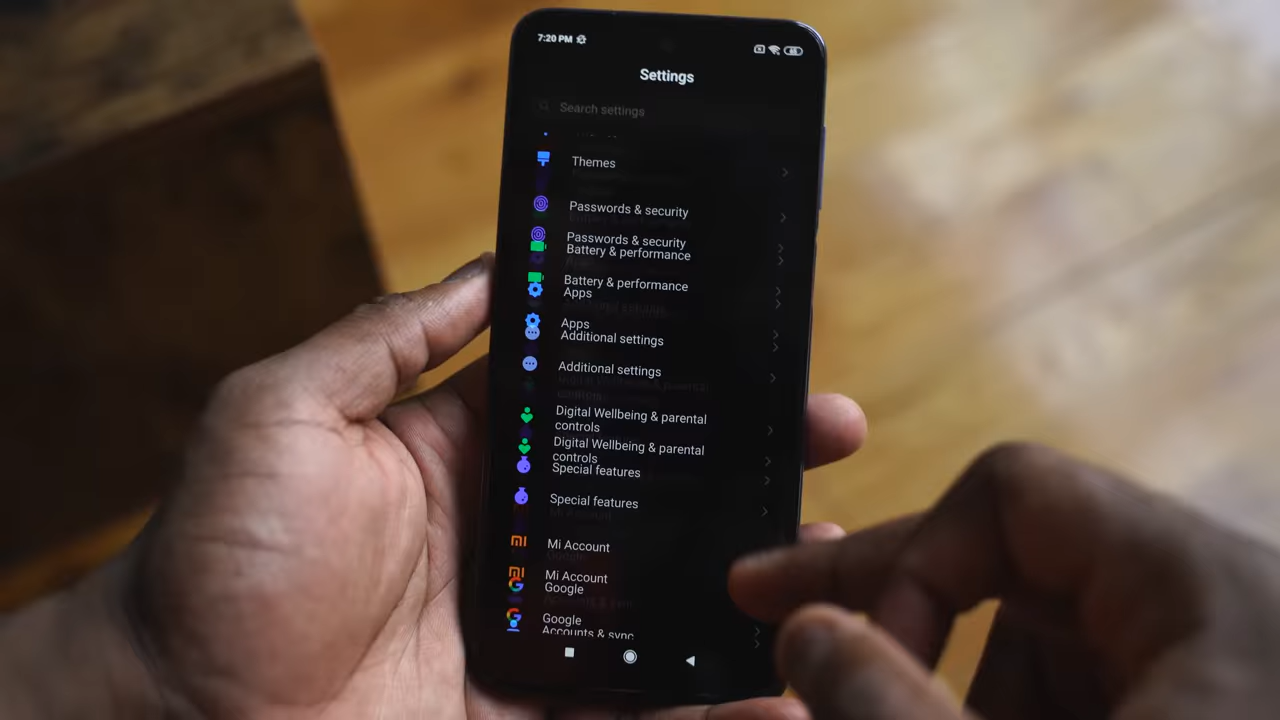 7:20 PM
Settings
Search settings
Themes
Passwords & security
Passwords & security
Battery & performance
Battery & performance
Apps
Apps
Additional settings
Additional settings
Digital Wellbeing & parental
controls
Digital Wellbeing & parental
controls
Special features
Special features
Mi Account
Mi Account
Google
Google
Accounts & sync